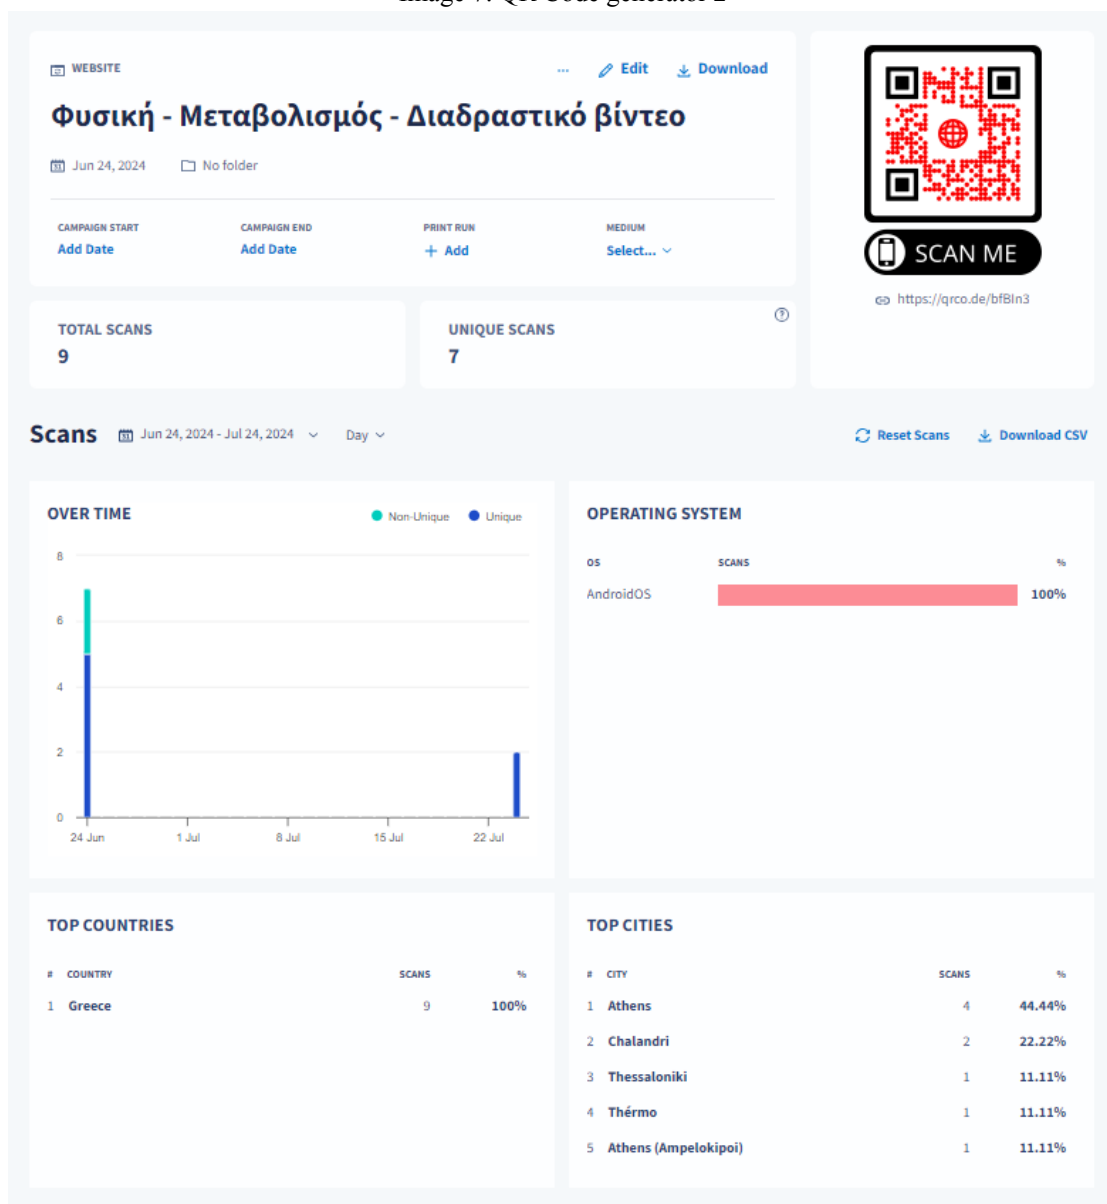 WEBSITE
... Edit Download
Φυσική - Μεταβολισμός - Διαδραστικό βίντεο
Jun 24, 2024 No folder
CAMPAIGN START CAMPAIGN END PRINT RUN MEDIUM
Add Date Add Date + Add Select...
SCAN ME
https://qrco.de/bfBIn3
TOTAL SCANS
9
UNIQUE SCANS
7
Scans Jun 24, 2024 - Jul 24, 2024 Day Reset Scans Download CSV
OVER TIME
Non-Unique Unique
8
6
4
2
0
24 Jun 1 Jul 8 Jul 15 Jul 22 Jul
OPERATING SYSTEM
OS SCANS %
AndroidOS 100%
TOP COUNTRIES
# COUNTRY SCANS %
1 Greece 9 100%
TOP CITIES
# CITY SCANS %
1 Athens 4 44.44%
2 Chalandri 2 22.22%
3 Thessaloniki 1 11.11%
4 Thérmo 1 11.11%
5 Athens (Ampelokipoi) 1 11.11%